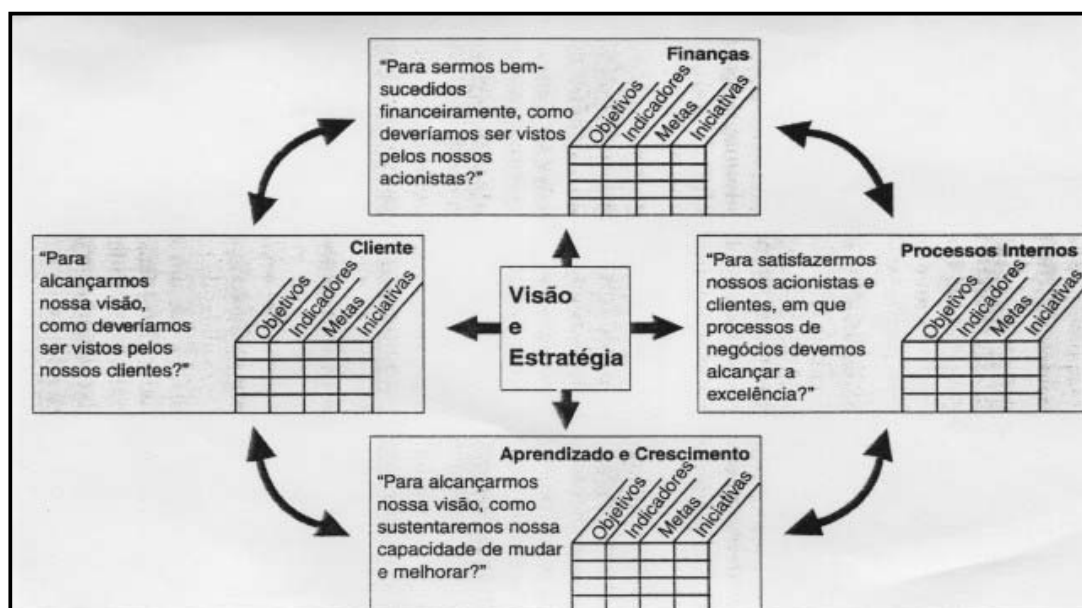 Finanças
"Para sermos bem-
sucedidos
financeiramente, como
deveríamos ser vistos
pelos nossos
acionistas?"
Objetivos
Indicadores
Metas
Iniciativas
Cliente
"Para
alcançarmos
nossa visão,
como deveríamos
ser vistos pelos
nossos clientes?"
Objetivos
Indicadores
Metas
Iniciativas
Visão
e
Estratégia
Processos Internos
"Para satisfazermos
nossos acionistas e
clientes, em que
processos de
negócios devemos
alcançar a
excelência?"
Objetivos
Indicadores
Metas
Iniciativas
Aprendizado e Crescimento
"Para alcançarmos
nossa visão, como
sustentaremos nossa
capacidade de mudar
e melhorar?"
Objetivos
Indicadores
Metas
Iniciativas